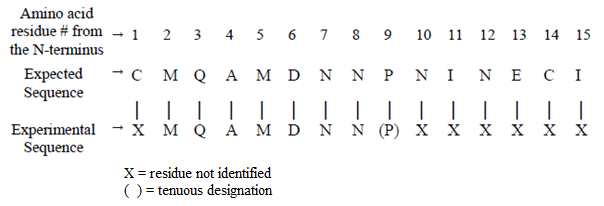 Amino acid
residue # from → 1 2 3 4 5 6 7 8 9 10 11 12 13 14 15
the N-terminus
Expected → C M Q A M D N N P N I N E C I
Sequence
| | | | | | | | | | | | | | |
Experimental → X M Q A M D N N (P) X X X X X X
Sequence
X = residue not identified
( ) = tenuous designation